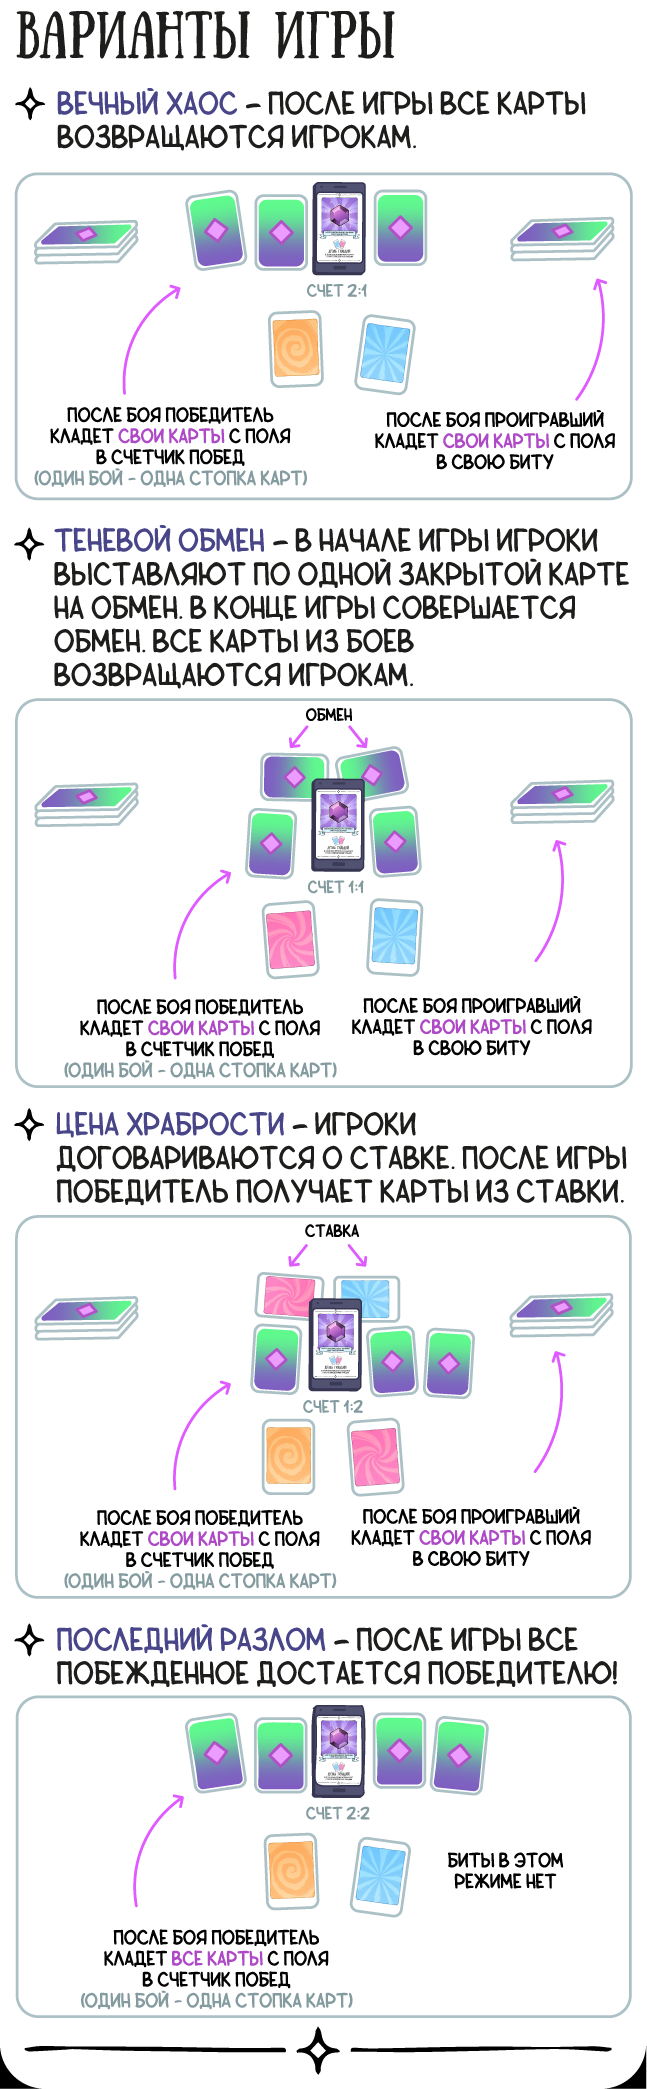 ВАРИАНТЫ ИГРЫ
ВЕЧНЫЙ ХАОС – ПОСЛЕ ИГРЫ ВСЕ КАРТЫ
ВОЗВРАЩАЮТСЯ ИГРОКАМ.
СЧЕТ 2:1
ПОСЛЕ БОЯ ПОБЕДИТЕЛЬ
КЛАДЕТ СВОИ КАРТЫ С ПОЛЯ
В СЧЕТЧИК ПОБЕД
(ОДИН БОЙ - ОДНА СТОПКА КАРТ)
ПОСЛЕ БОЯ ПРОИГРАВШИЙ
КЛАДЕТ СВОИ КАРТЫ С ПОЛЯ
В СВОЮ БИТУ
ТЕНЕВОЙ ОБМЕН – В НАЧАЛЕ ИГРЫ ИГРОКИ
ВЫСТАВЛЯЮТ ПО ОДНОЙ ЗАКРЫТОЙ КАРТЕ
НА ОБМЕН. В КОНЦЕ ИГРЫ СОВЕРШАЕТСЯ
ОБМЕН. ВСЕ КАРТЫ ИЗ БОЕВ
ВОЗВРАЩАЮТСЯ ИГРОКАМ.
ОБМЕН
СЧЕТ 1:1
ПОСЛЕ БОЯ ПОБЕДИТЕЛЬ
КЛАДЕТ СВОИ КАРТЫ С ПОЛЯ
В СЧЕТЧИК ПОБЕД
(ОДИН БОЙ - ОДНА СТОПКА КАРТ)
ПОСЛЕ БОЯ ПРОИГРАВШИЙ
КЛАДЕТ СВОИ КАРТЫ С ПОЛЯ
В СВОЮ БИТУ
ЦЕНА ХРАБРОСТИ – ИГРОКИ
ДОГОВАРИВАЮТСЯ О СТАВКЕ. ПОСЛЕ ИГРЫ
ПОБЕДИТЕЛЬ ПОЛУЧАЕТ КАРТЫ ИЗ СТАВКИ.
СТАВКА
СЧЕТ 1:2
ПОСЛЕ БОЯ ПОБЕДИТЕЛЬ
КЛАДЕТ СВОИ КАРТЫ С ПОЛЯ
В СЧЕТЧИК ПОБЕД
(ОДИН БОЙ - ОДНА СТОПКА КАРТ)
ПОСЛЕ БОЯ ПРОИГРАВШИЙ
КЛАДЕТ СВОИ КАРТЫ С ПОЛЯ
В СВОЮ БИТУ
ПОСЛЕДНИЙ РАЗЛОМ – ПОСЛЕ ИГРЫ ВСЕ
ПОБЕЖДЕННОЕ ДОСТАЕТСЯ ПОБЕДИТЕЛЮ!
СЧЕТ 2:2
БИТЫ В ЭТОМ
РЕЖИМЕ НЕТ
ПОСЛЕ БОЯ ПОБЕДИТЕЛЬ
КЛАДЕТ ВСЕ КАРТЫ С ПОЛЯ
В СЧЕТЧИК ПОБЕД
(ОДИН БОЙ - ОДНА СТОПКА КАРТ)